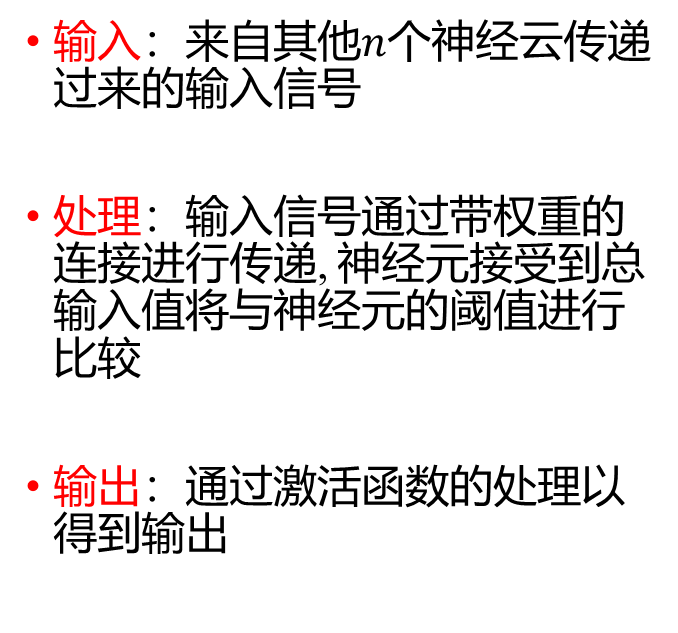 • 输入：来自其他n个神经云传递
过来的输入信号
• 处理：输入信号通过带权重的
连接进行传递, 神经元接受到总
输入值将与神经元的阈值进行
比较
• 输出：通过激活函数的处理以
得到输出